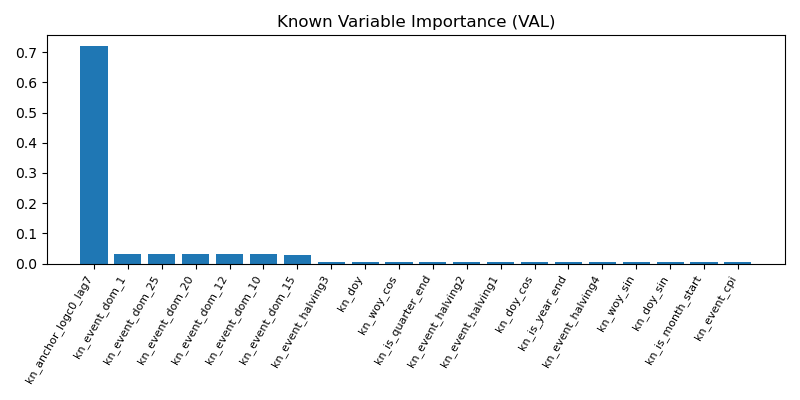 Known Variable Importance (VAL)
0.7
0.6
0.5
0.4
0.3
0.2
0.1
0.0
kn_anchor_logc0_lag7
kn_event_dom_1
kn_event_dom_25
kn_event_dom_20
kn_event_dom_12
kn_event_dom_10
kn_event_dom_15
kn_event_halving3
kn_doy
kn_woy_cos
kn_is_quarter_end
kn_event_halving2
kn_event_halving1
kn_doy_cos
kn_is_year_end
kn_event_halving4
kn_woy_sin
kn_doy_sin
kn_is_month_start
kn_event_cpi